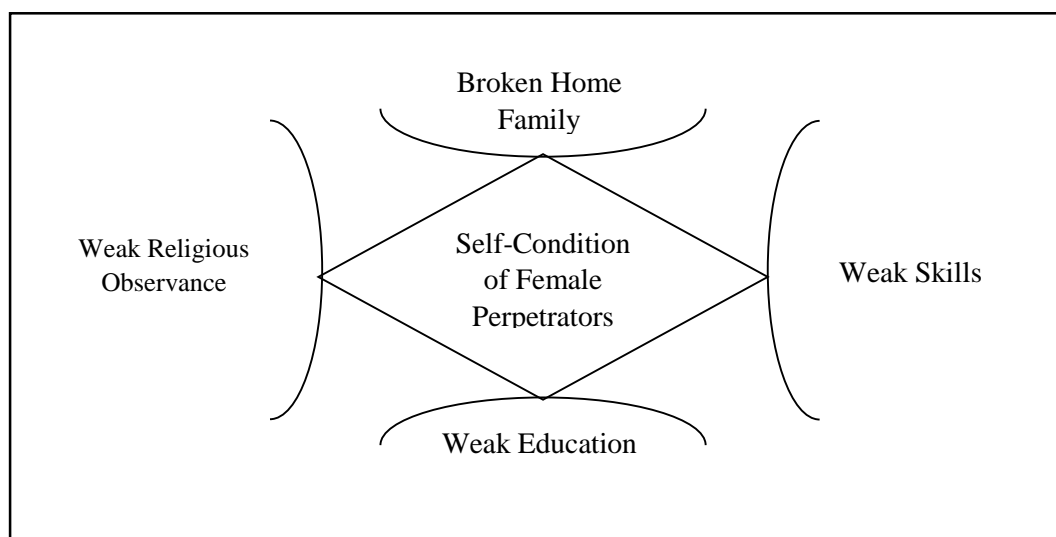 Broken Home
Family
Weak Religious
Observance
Self-Condition
of Female
Perpetrators
Weak Skills
Weak Education